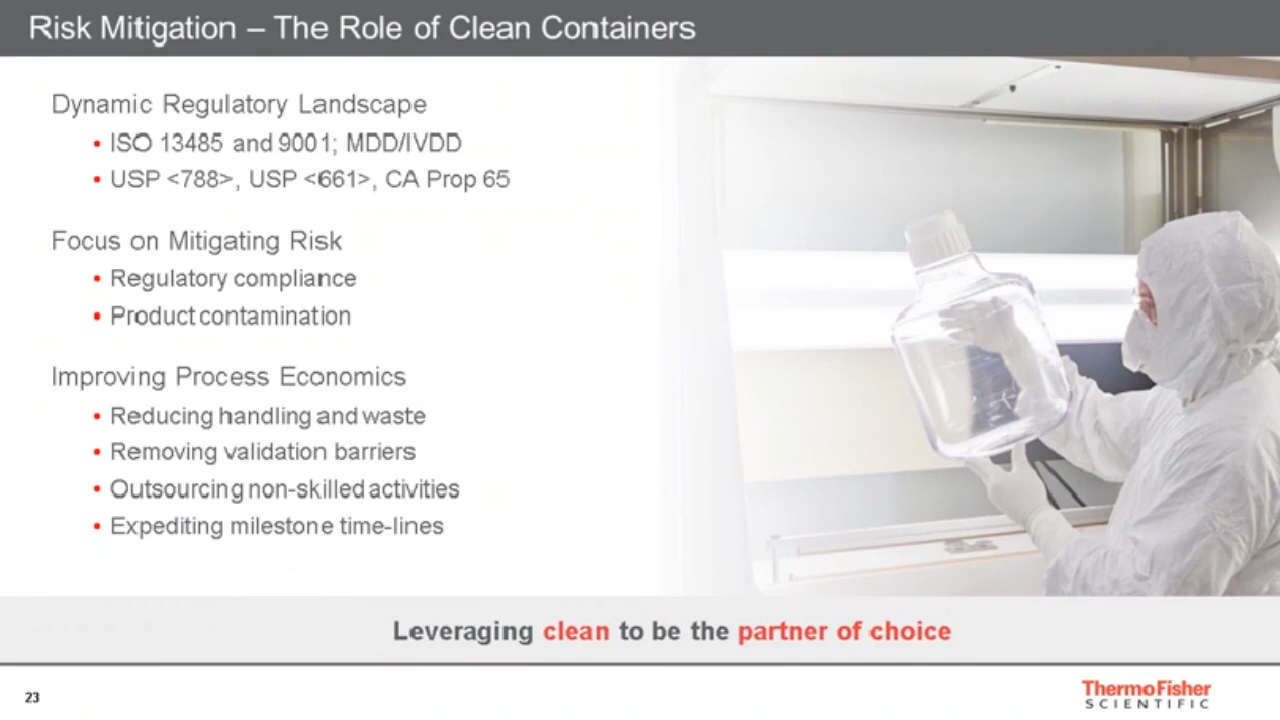 Risk Mitigation – The Role of Clean Containers
Dynamic Regulatory Landscape
• ISO 13485 and 9001; MDD/IVDD
• USP <788>, USP <661>, CA Prop 65
Focus on Mitigating Risk
• Regulatory compliance
• Product contamination
Improving Process Economics
• Reducing handling and waste
• Removing validation barriers
• Outsourcing non-skilled activities
• Expediting milestone time-lines
Leveraging clean to be the partner of choice
23
ThermoFisher
SCIENTIFIC